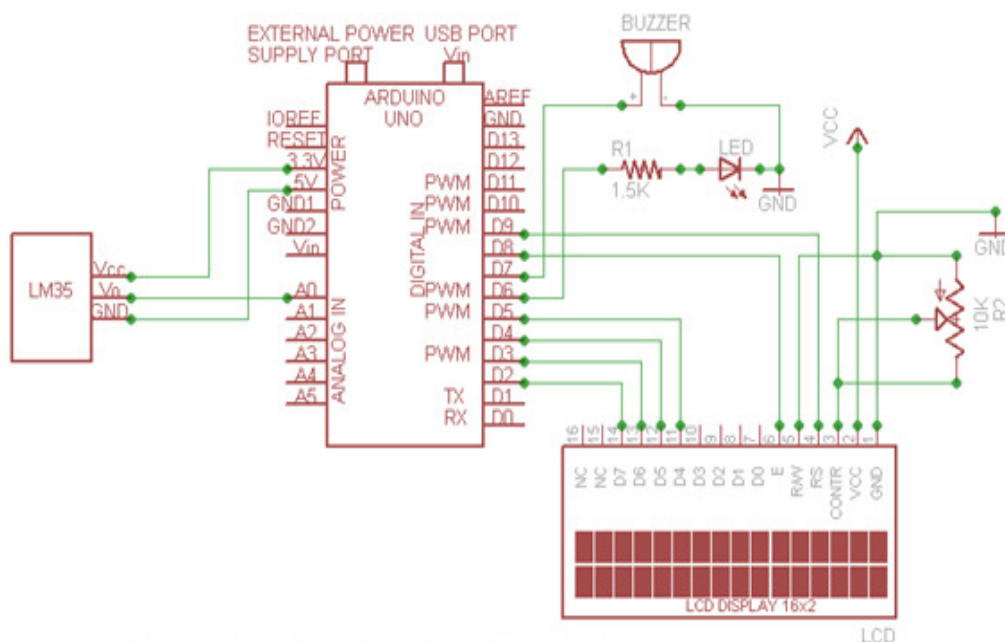 EXTERNAL POWER USB PORT
SUPPLY PORT Vin
BUZZER
ARDUINO
UNO
IOREF
RESET
3.3V
5V
GND1
GND2
Vin
POWER
A0
A1
A2
A3
A4
A5
ANALOG IN
AREF
GND
D13
D12
PWM D11
PWM D10
PWM D9
D8
D7
PWM D6
PWM D5
D4
PWM D3
D2
TX D1
RX D0
DIGITAL IN
LM35
Vcc
Vo
GND
+ -
R1
1.5K
LED
GND
VCC
GND
10K
R2
16 15 14 13 12 11 10 9 8 7 6 5 4 3 2 1
NC NC D7 D6 D5 D4 D3 D2 D1 D0 E R/W RS CONTR VCC GND
LCD DISPLAY 16x2
LCD